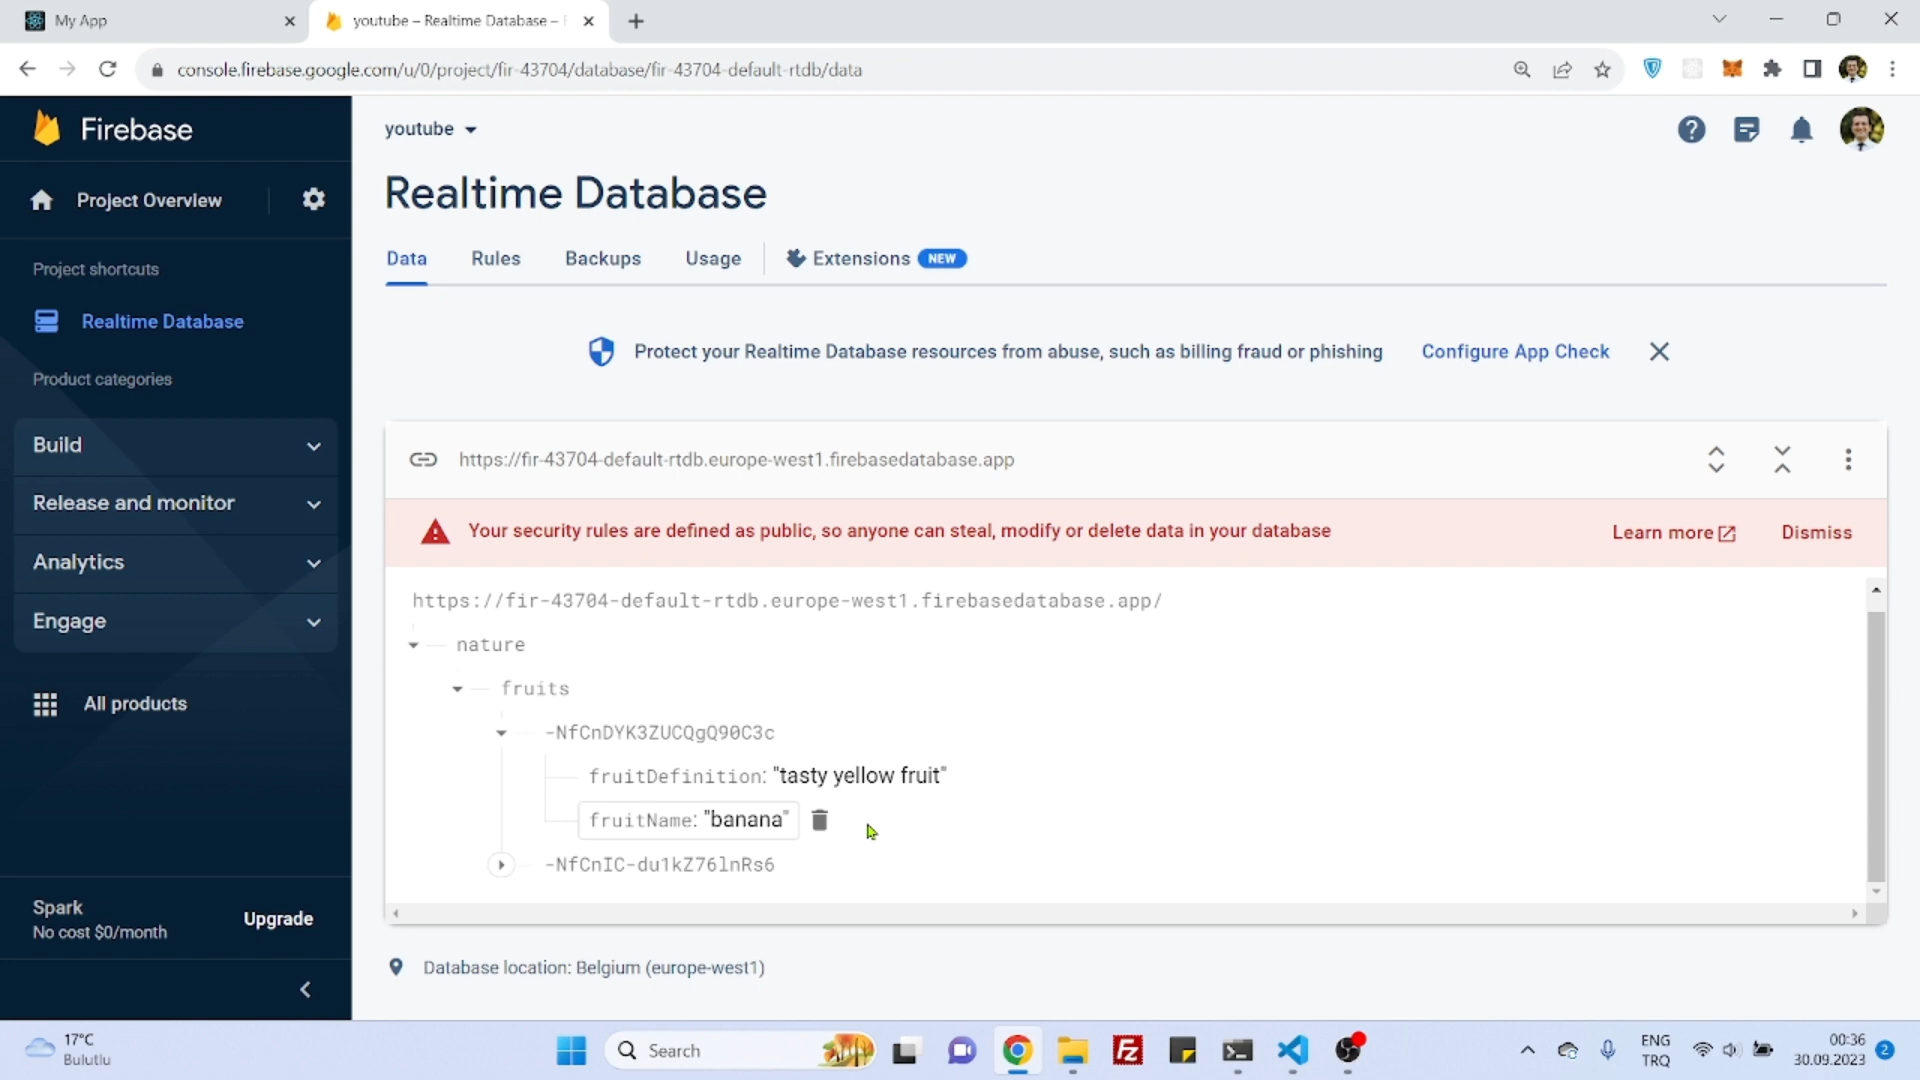 My App
youtube – Realtime Database –
console.firebase.google.com/u/0/project/fir-43704/database/fir-43704-default-rtdb/data
Firebase
Project Overview
Project shortcuts
Realtime Database
Product categories
Build
Release and monitor
Analytics
Engage
All products
Spark
No cost $0/month
Upgrade
youtube
Realtime Database
Data
Rules
Backups
Usage
Extensions NEW
Protect your Realtime Database resources from abuse, such as billing fraud or phishing
Configure App Check
https://fir-43704-default-rtdb.europe-west1.firebasedatabase.app
Your security rules are defined as public, so anyone can steal, modify or delete data in your database
Learn more
Dismiss
https://fir-43704-default-rtdb.europe-west1.firebasedatabase.app/
nature
fruits
-NfCnDYK3ZUCQgQ90C3c
fruitDefinition: "tasty yellow fruit"
fruitName: "banana"
-NfCnIC-du1kZ76lnRs6
Database location: Belgium (europe-west1)
17°C
Bulutlu
Search
Fz
ENG
TRQ
00:36
30.09.2023
2